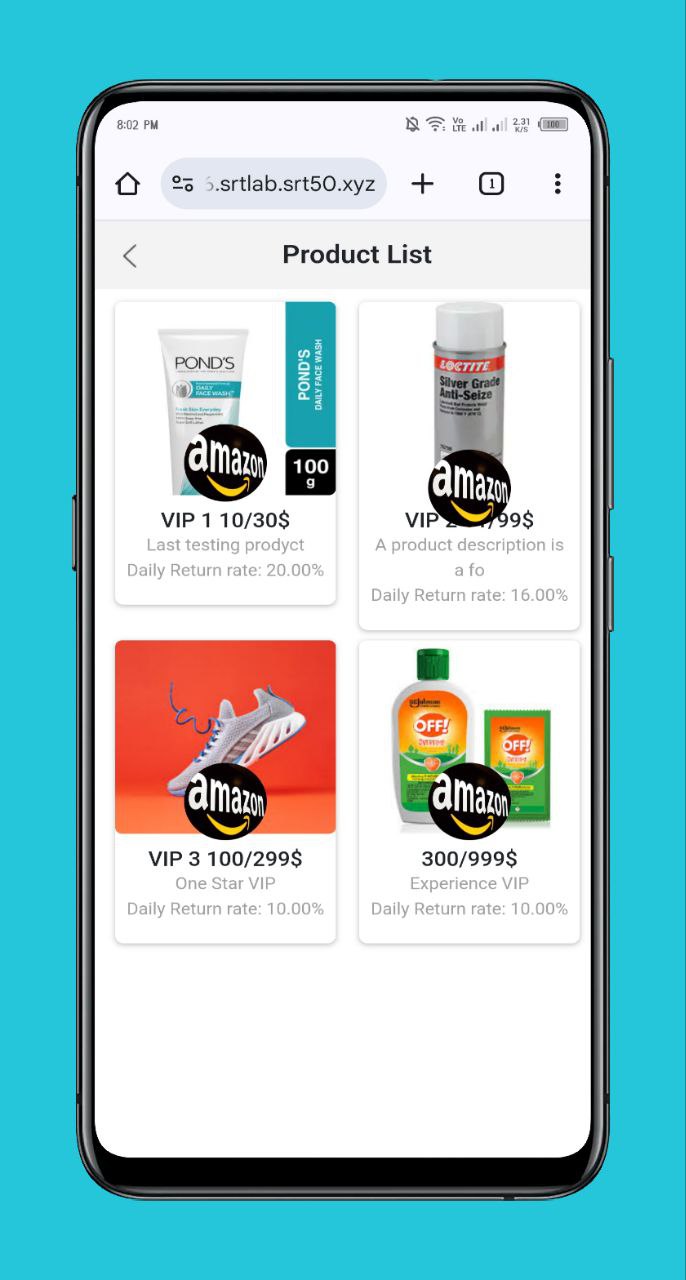 8:02 PM
Vo
LTE
2.31
K/S
100
.srtlab.srt50.xyz
1
Product List
POND'S
DAILY
FACE WASH
POND'S
DAILY FACE WASH
100
g
amazon
VIP 1 10/30$
Last testing prodyct
Daily Return rate: 20.00%
LOCTITE
Silver Grade
Anti-Seize
amazon
VIP /99$
A product description is
a fo
Daily Return rate: 16.00%
amazon
VIP 3 100/299$
One Star VIP
Daily Return rate: 10.00%
OFF!
OFF!
amazon
300/999$
Experience VIP
Daily Return rate: 10.00%